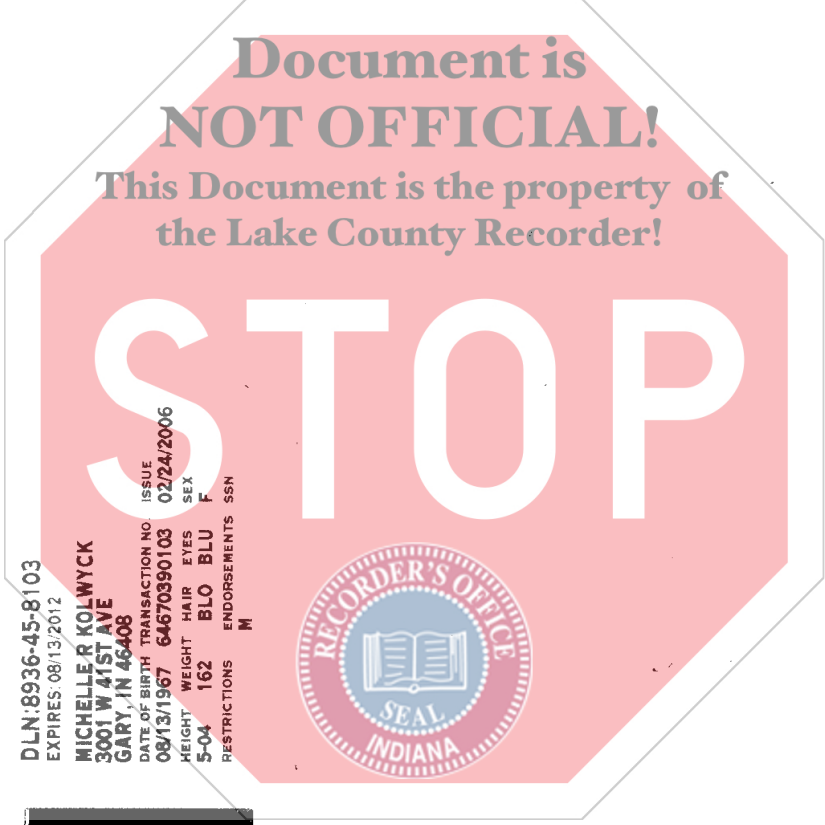 Document is
NOT OFFICIAL!
This Document is the property of
the Lake County Recorder!
STOP
DLN:8936-45-8103
EXPIRES:08/13/2012
MICHELLE R KOLWYCK
3001 W 41ST AVE
GARY, IN 46408
DATE OF BIRTH TRANSACTION NO. ISSUE
08/13/1967 64670390103 02/24/2006
HEIGHT WEIGHT HAIR EYES SEX
5-04 162 BLO BLU F
RESTRICTIONS ENDORSEMENTS SSN
M
RECORDER'S OFFICE
SEAL
INDIANA